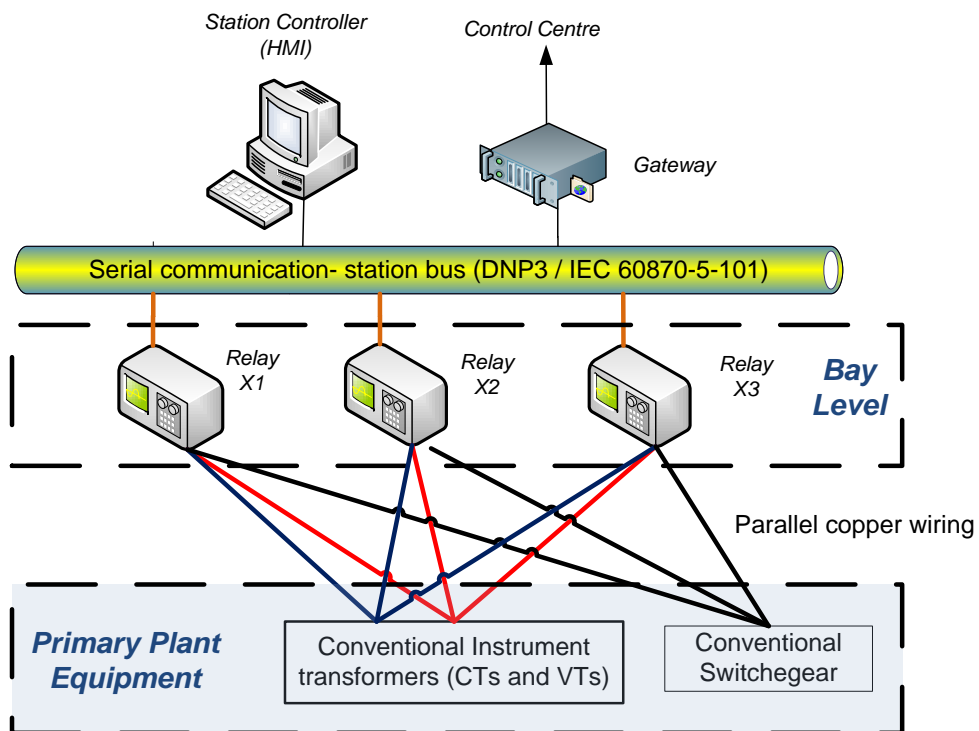 Station Controller
(HMI)
Control Centre
Gateway
Serial communication- station bus (DNP3 / IEC 60870-5-101)
Relay
X1
Relay
X2
Relay
X3
Bay
Level
Parallel copper wiring
Primary Plant
Equipment
Conventional Instrument
transformers (CTs and VTs)
Conventional
Switchegear